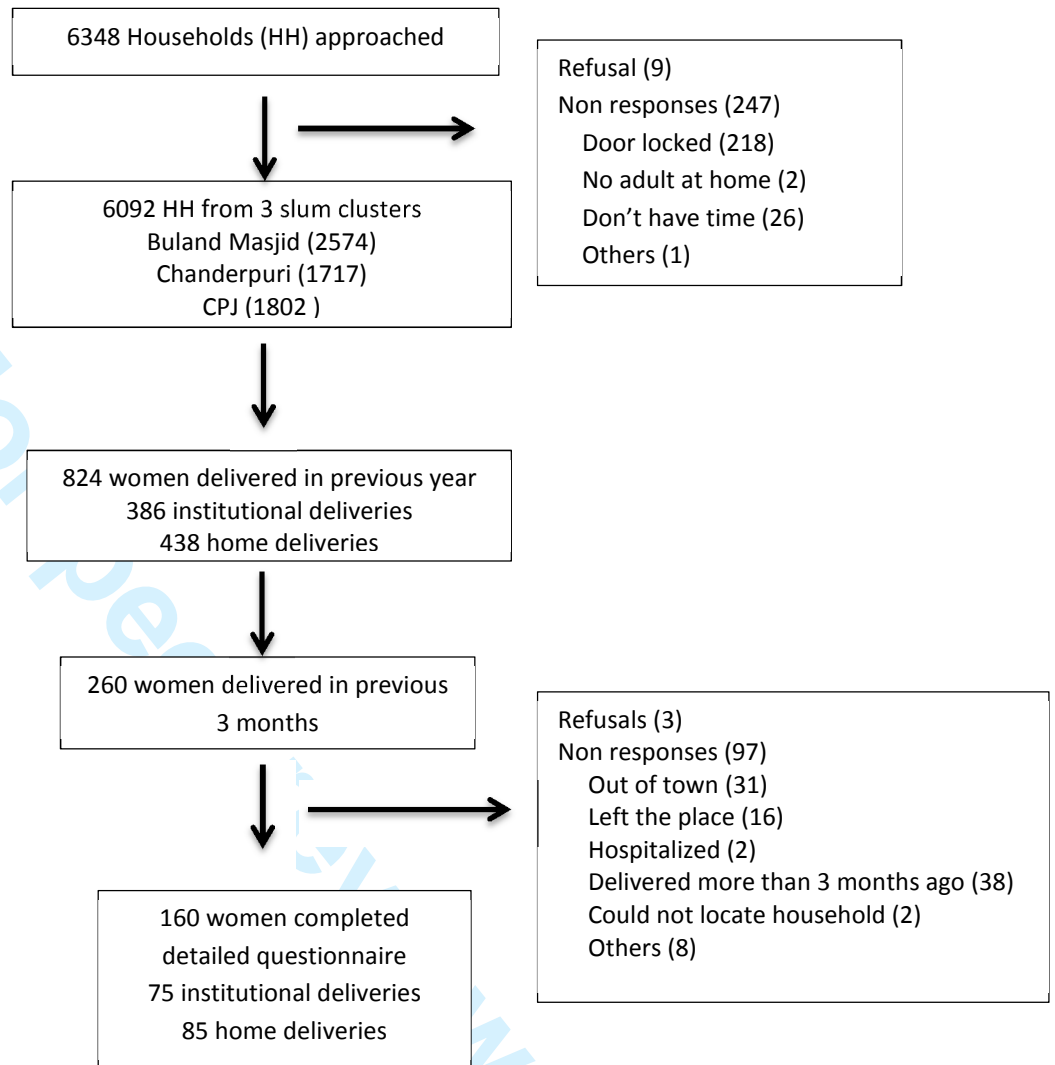 6348 Households (HH) approached
Refusal (9)
Non responses (247)
Door locked (218)
No adult at home (2)
Don’t have time (26)
Others (1)
6092 HH from 3 slum clusters
Buland Masjid (2574)
Chanderpuri (1717)
CPJ (1802 )
824 women delivered in previous year
386 institutional deliveries
438 home deliveries
260 women delivered in previous
3 months
Refusals (3)
Non responses (97)
Out of town (31)
Left the place (16)
Hospitalized (2)
Delivered more than 3 months ago (38)
Could not locate household (2)
Others (8)
160 women completed
detailed questionnaire
75 institutional deliveries
85 home deliveries